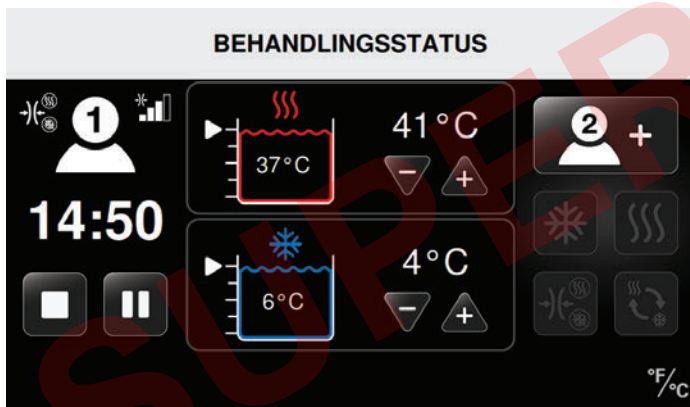 BEHANDLINGSSTATUS
1
14:50
37°C
41°C
− +
6°C
4°C
− +
2 +
°F/°C
SUPER